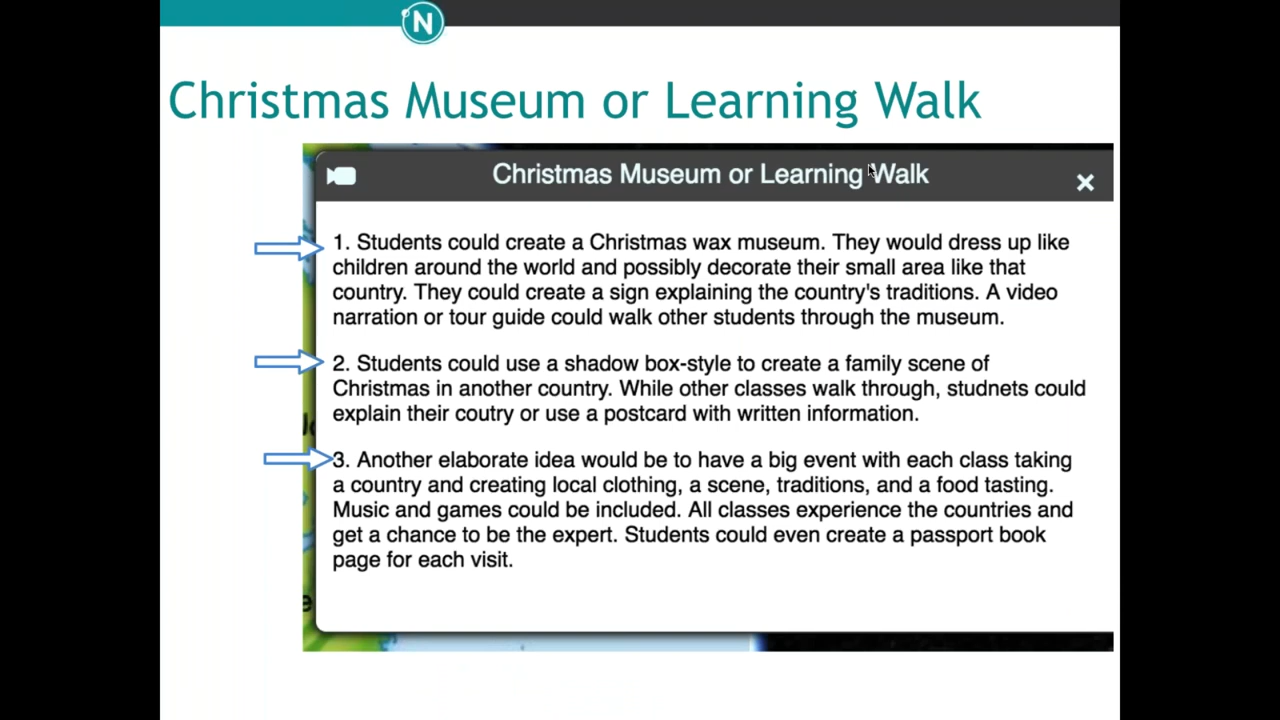 N
Christmas Museum or Learning Walk
Christmas Museum or Learning Walk
1. Students could create a Christmas wax museum. They would dress up like
children around the world and possibly decorate their small area like that
country. They could create a sign explaining the country's traditions. A video
narration or tour guide could walk other students through the museum.
2. Students could use a shadow box-style to create a family scene of
Christmas in another country. While other classes walk through, studnets could
explain their coutry or use a postcard with written information.
3. Another elaborate idea would be to have a big event with each class taking
a country and creating local clothing, a scene, traditions, and a food tasting.
Music and games could be included. All classes experience the countries and
get a chance to be the expert. Students could even create a passport book
page for each visit.